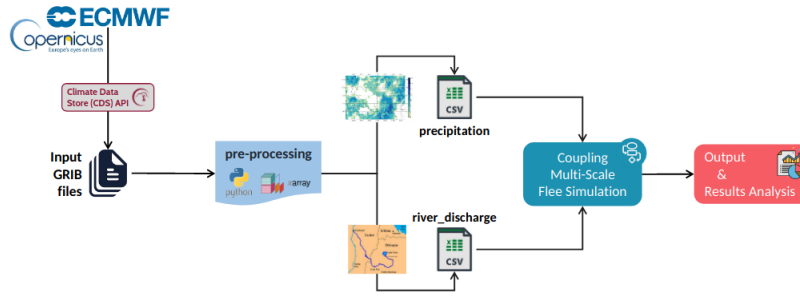 ECMWF
opernicus
Europe's eyes on Earth
Climate Data
Store (CDS) API
Input
GRIB
files
pre-processing
python
xarray
CSV
precipitation
river_discharge
CSV
Coupling
Multi-Scale
Flee Simulation
Output
&
Results Analysis